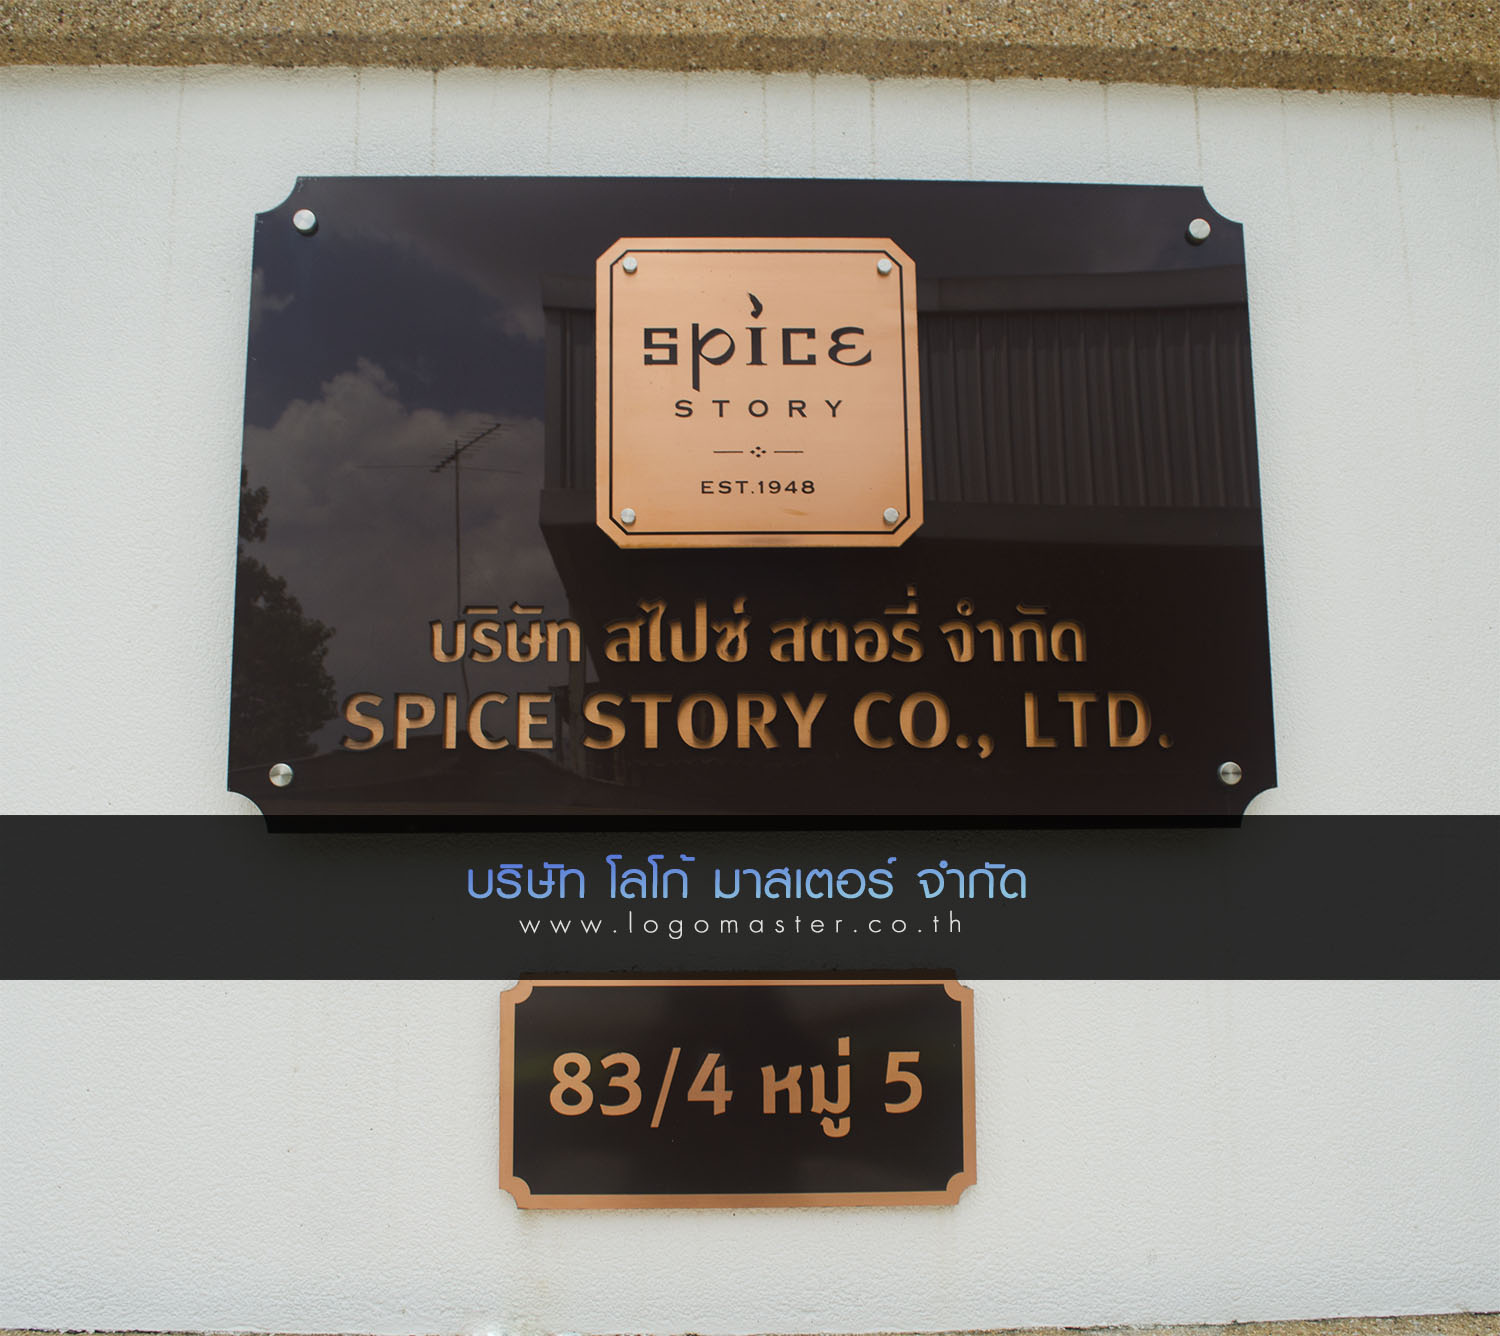 spice
STORY
EST.1948
บริษัท สไปซ์ สตอรี่ จำกัด
SPICE STORY CO., LTD.
บริษัท โลโก้ มาสเตอร์ จำกัด
www.logomaster.co.th
83/4 หมู่ 5